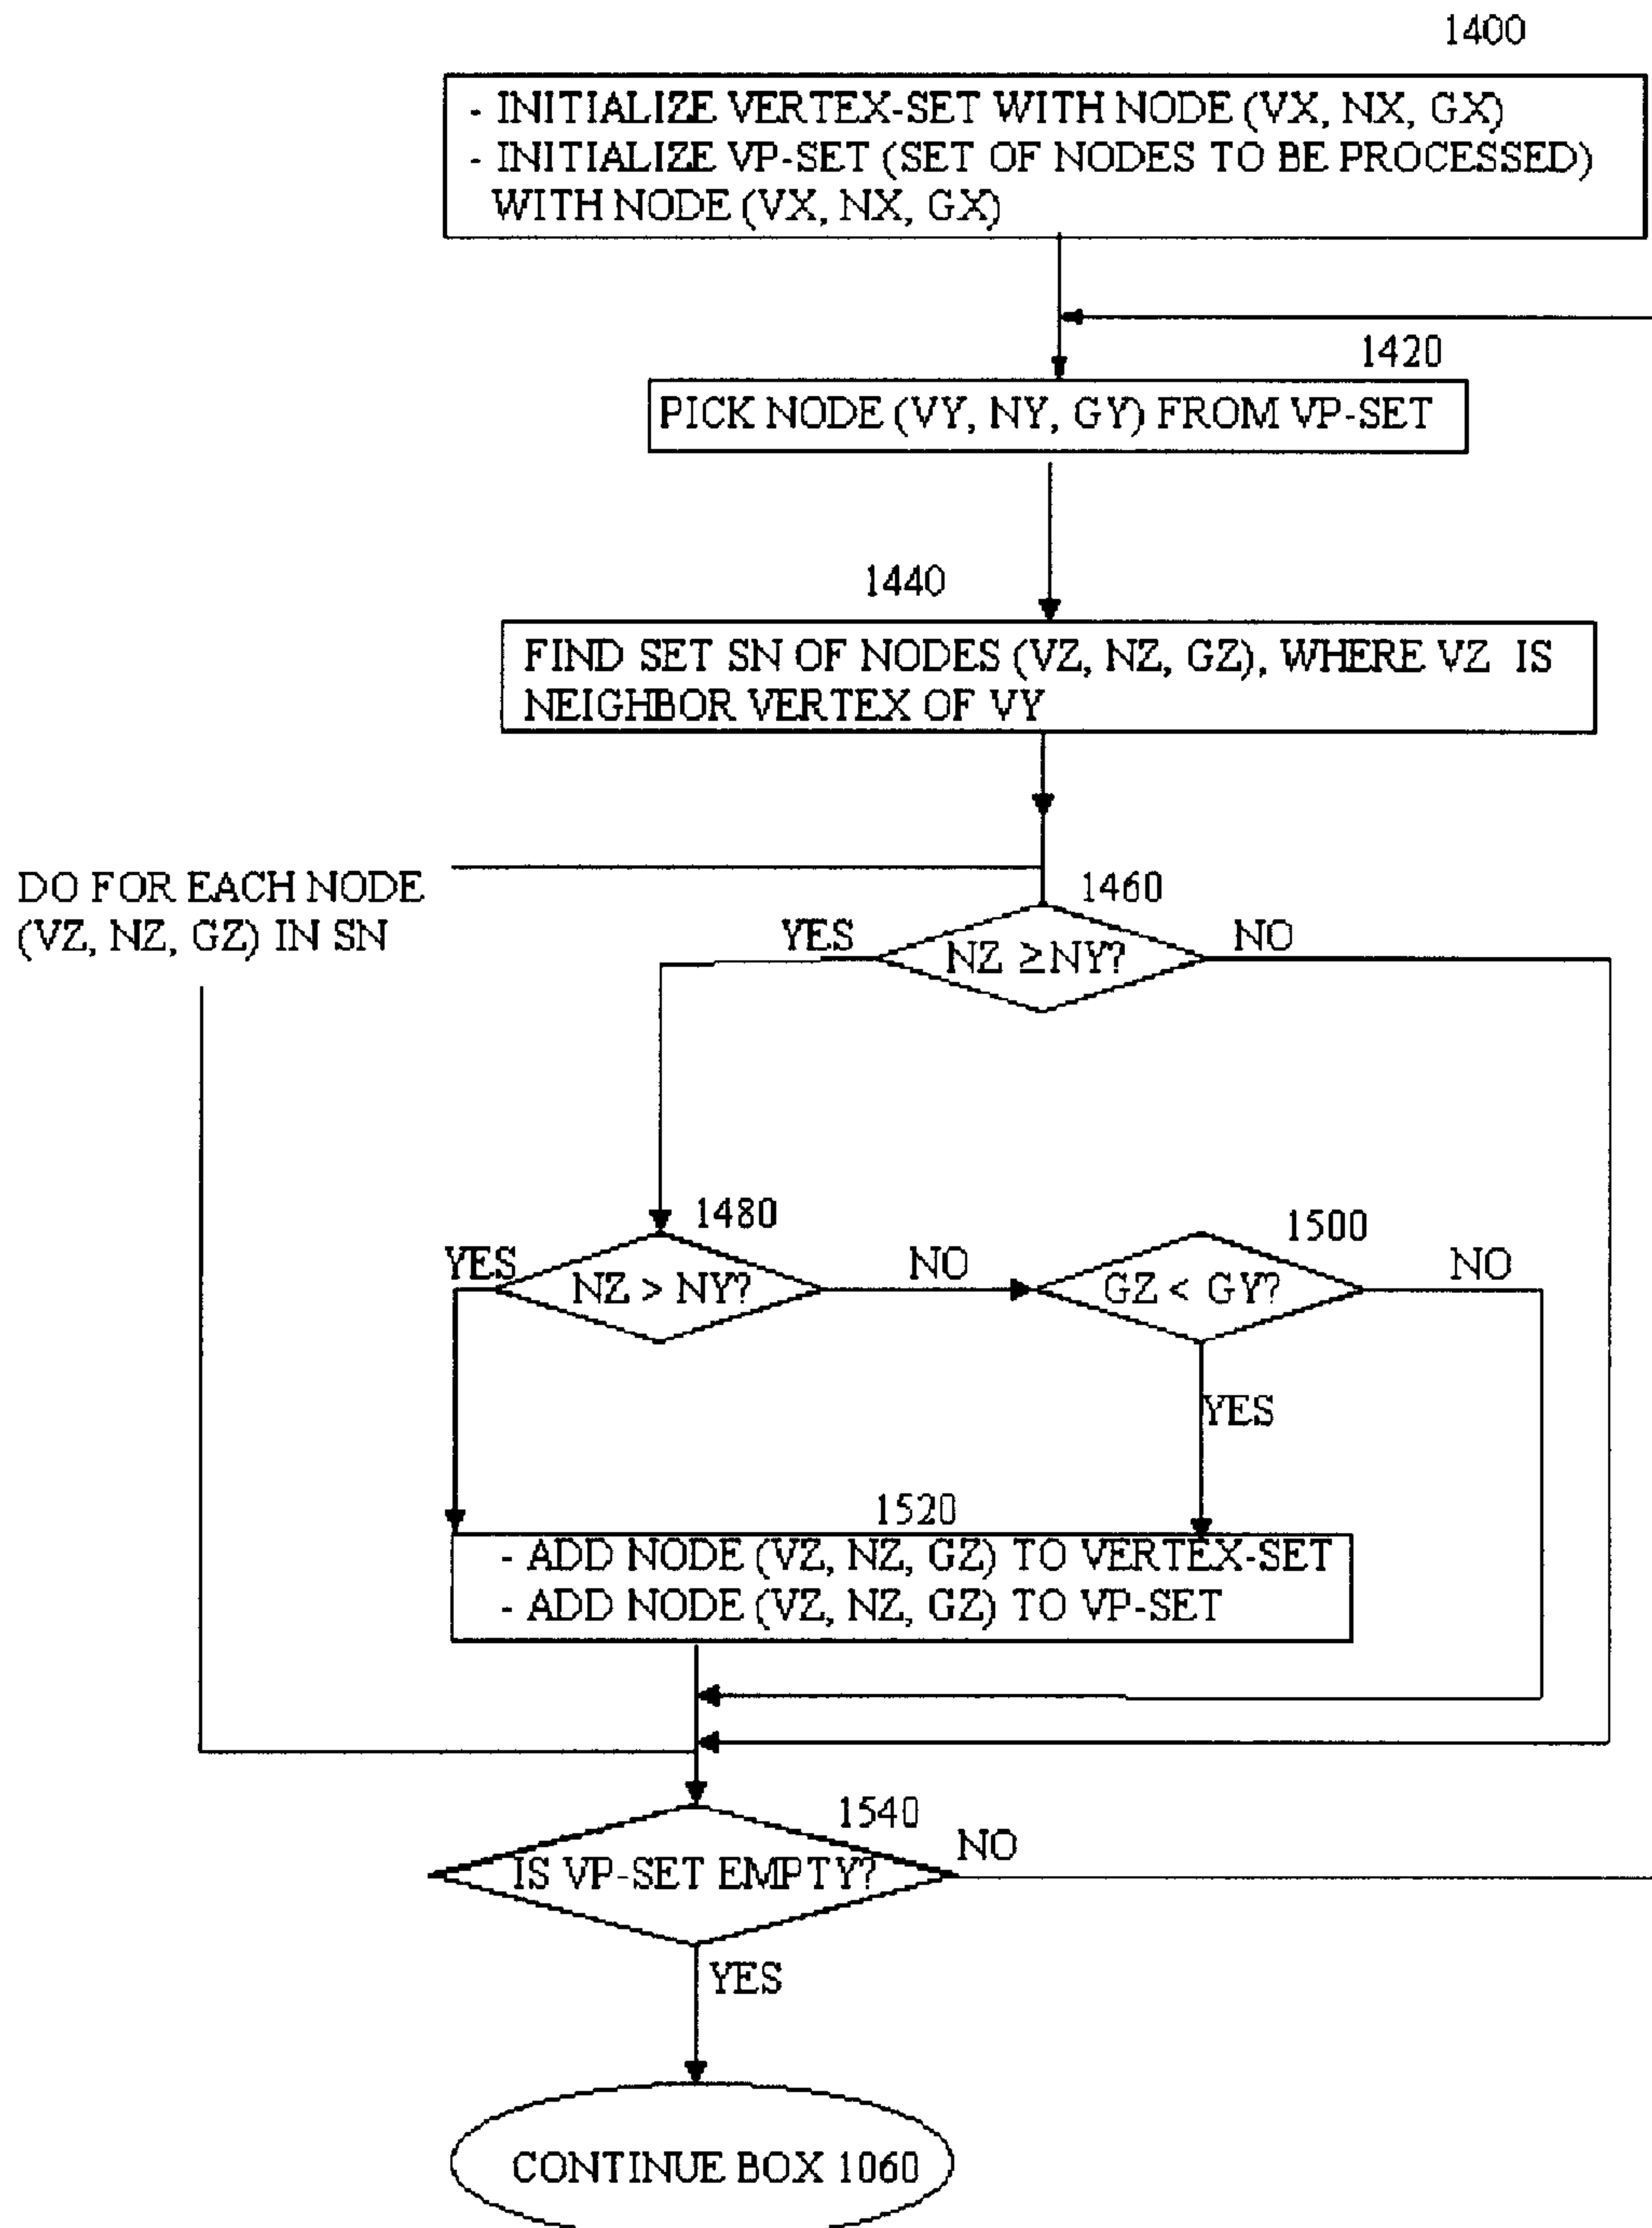 1400
- INITIALIZE VERTEX-SET WITH NODE (VX, NX, GX)
- INITIALIZE VP-SET (SET OF NODES TO BE PROCESSED)
WITH NODE (VX, NX, GX)
1420
PICK NODE (VY, NY, GY) FROM VP-SET
1440
FIND SET SN OF NODES (VZ, NZ, GZ), WHERE VZ IS
NEIGHBOR VERTEX OF VY
DO FOR EACH NODE
(VZ, NZ, GZ) IN SN
1460
YES
NZ ≥NY?
NO
1480
YES
NZ > NY?
NO
1500
GZ < GY?
NO
YES
1520
- ADD NODE (VZ, NZ, GZ) TO VERTEX-SET
- ADD NODE (VZ, NZ, GZ) TO VP-SET
1540
IS VP-SET EMPTY?
NO
YES
CONTINUE BOX 1060